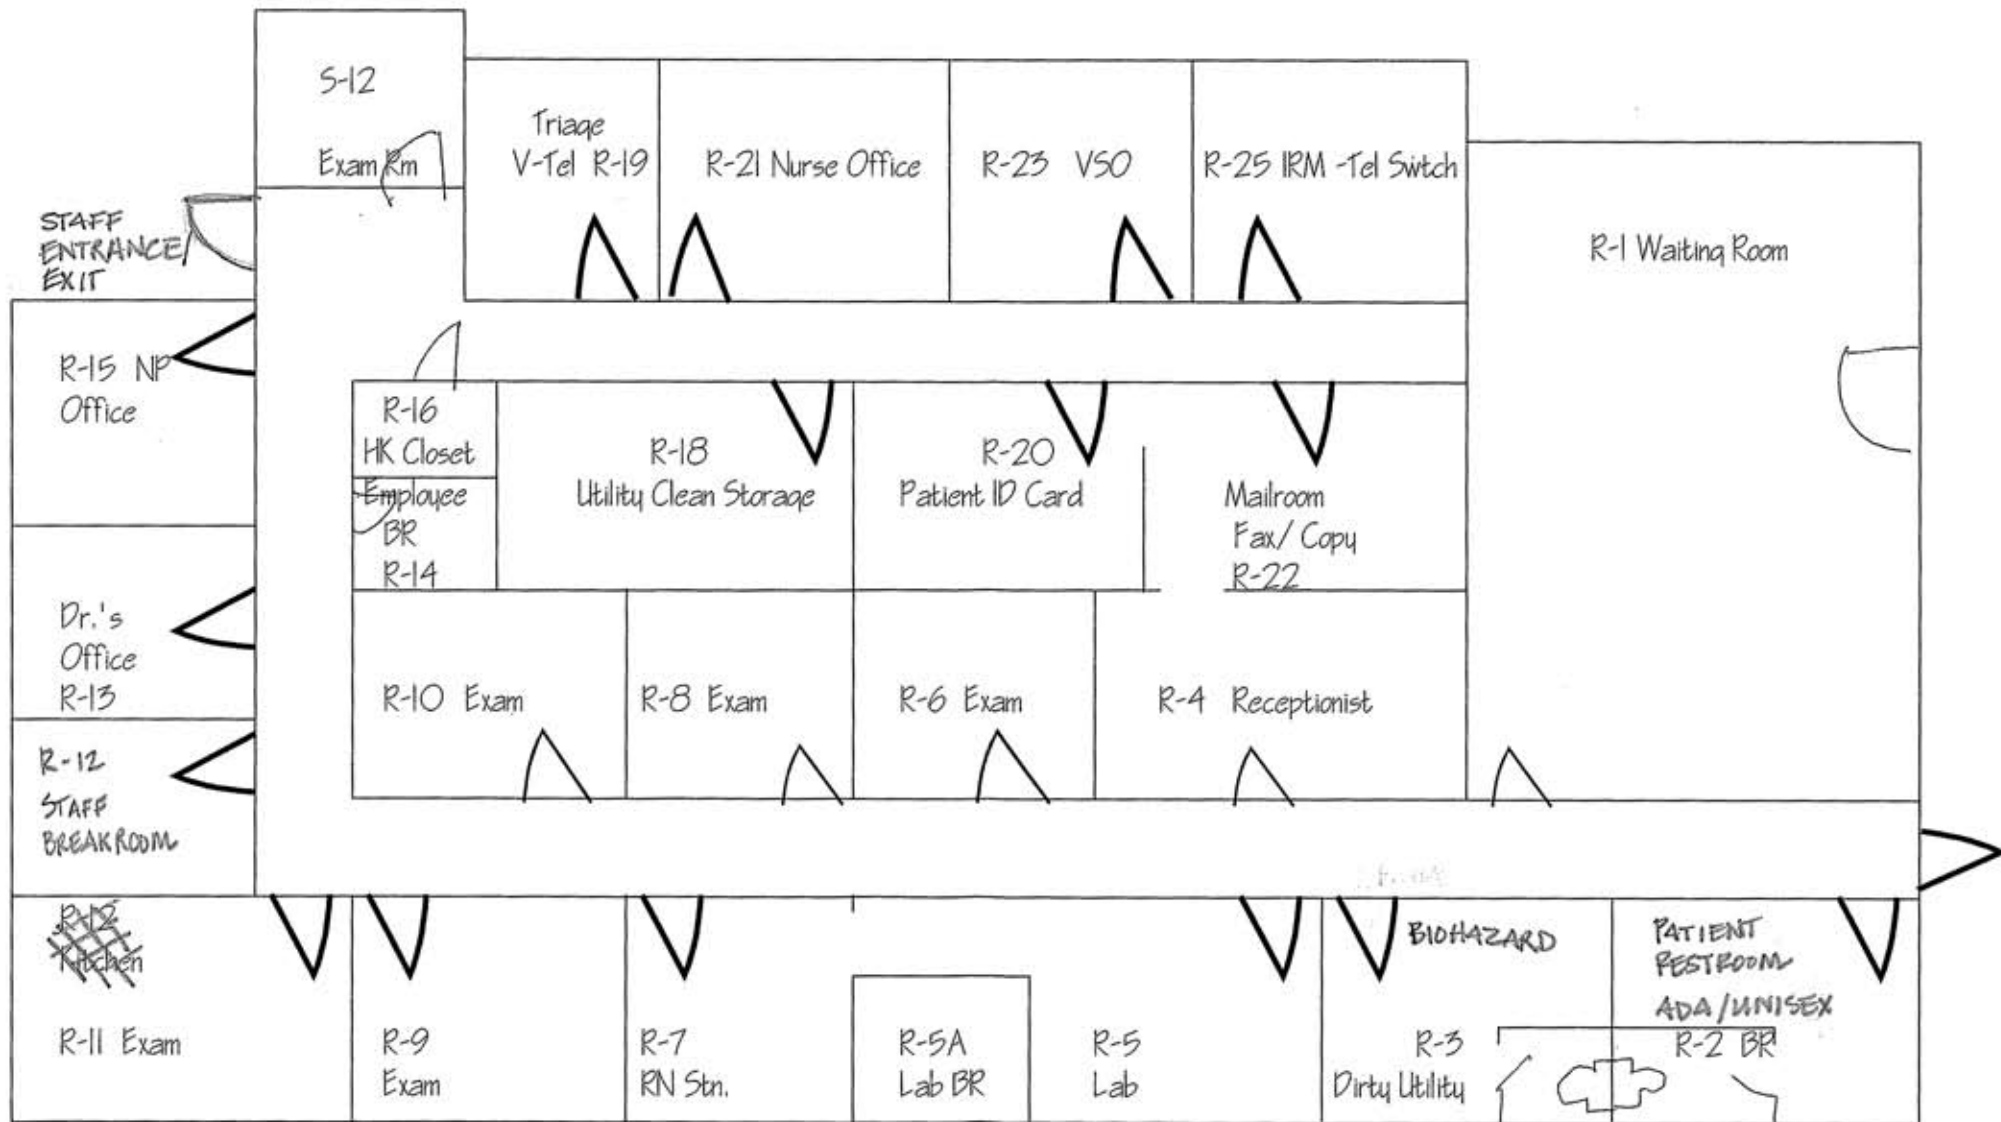 S-12
Exam Rm
Triage
V-Tel R-19
R-21 Nurse Office
R-23 VSO
R-25 IRM -Tel Swtch
R-1 Waiting Room
STAFF
ENTRANCE/
EXIT
R-15 NP
Office
R-16
HK Closet
Employee
BR
R-14
R-18
Utility Clean Storage
R-20
Patient ID Card
Mailroom
Fax/ Copy
R-22
Dr.'s
Office
R-13
R-10 Exam
R-8 Exam
R-6 Exam
R-4 Receptionist
R-12
STAFF
BREAKROOM
R-12
Kitchen
R-11 Exam
R-9
Exam
R-7
RN Stn.
R-5A
Lab BR
R-5
Lab
BIOHAZARD
R-3
Dirty Utility
PATIENT
RESTROOM
ADA/UNISEX
R-2 BR